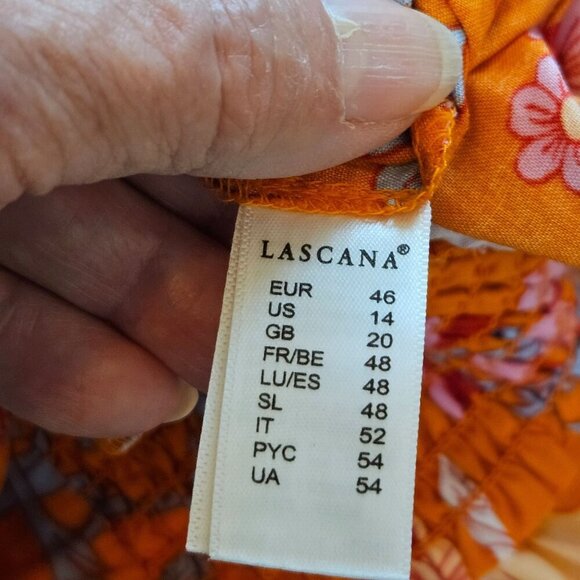 LASCANA®
EUR 46
US 14
GB 20
FR/BE 48
LU/ES 48
SL 48
IT 52
PYC 54
UA 54